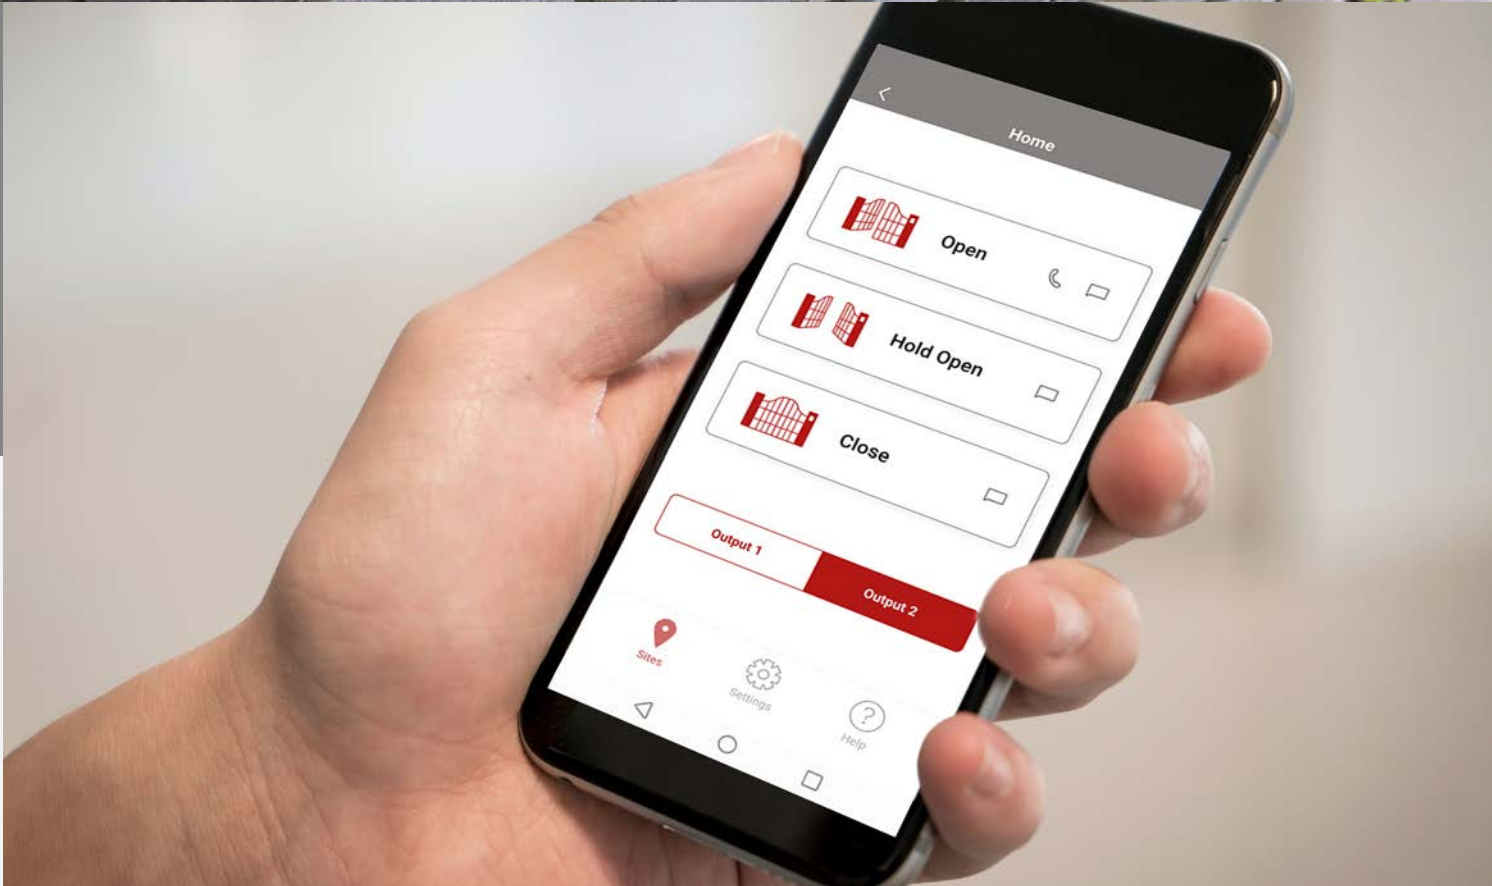 Home
Open
Hold Open
Close
Output 1
Output 2
Sites
Settings
Help